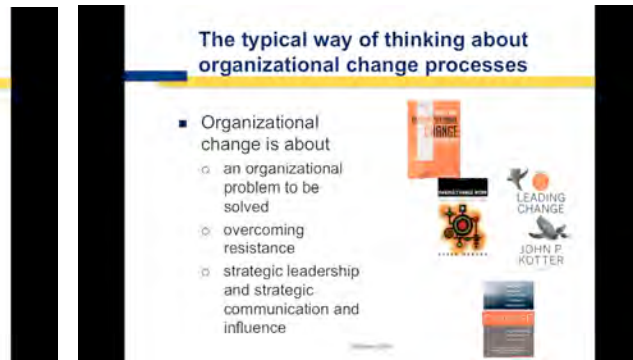 The typical way of thinking about
organizational change processes
Organizational
change is about
an organizational
problem to be
solved
overcoming
resistance
strategic leadership
and strategic
communication and
influence
CHANGE
LEADING
CHANGE
JOHN P.
KOTTER
CHANGE